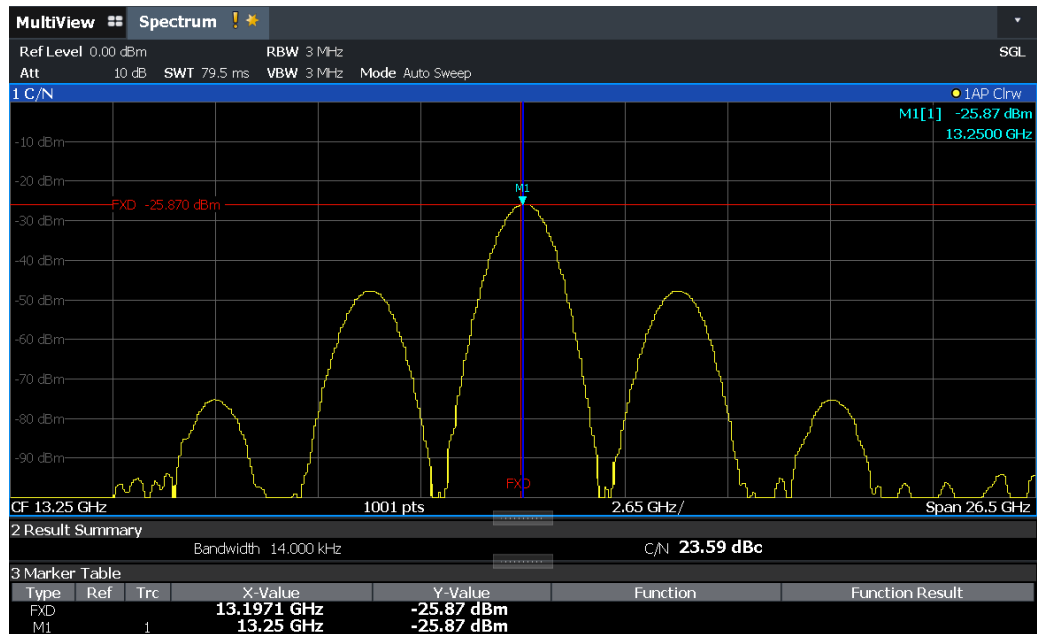 MultiView Spectrum
Ref Level 0.00 dBm RBW 3 MHz SGL
Att 10 dB SWT 79.5 ms VBW 3 MHz Mode Auto Sweep
1 C/N 1AP Clrw
M1[1] -25.87 dBm
13.2500 GHz
-10 dBm
-20 dBm
M1
FXD -25.870 dBm
-30 dBm
-40 dBm
-50 dBm
-60 dBm
-70 dBm
-80 dBm
-90 dBm
FXD
CF 13.25 GHz 1001 pts 2.65 GHz/ Span 26.5 GHz
2 Result Summary
Bandwidth 14.000 kHz C/N 23.59 dBc
3 Marker Table
Type Ref Trc X-Value Y-Value Function Function Result
FXD 13.1971 GHz -25.87 dBm
M1 1 13.25 GHz -25.87 dBm